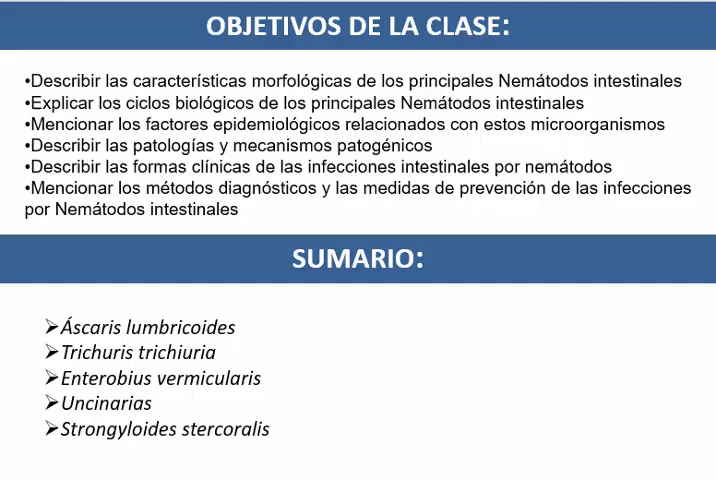 OBJETIVOS DE LA CLASE:
•Describir las características morfológicas de los principales Nemátodos intestinales
•Explicar los ciclos biológicos de los principales Nemátodos intestinales
•Mencionar los factores epidemiológicos relacionados con estos microorganismos
•Describir las patologías y mecanismos patogénicos
•Describir las formas clínicas de las infecciones intestinales por nemátodos
•Mencionar los métodos diagnósticos y las medidas de prevención de las infecciones
por Nemátodos intestinales
SUMARIO:
➢Áscaris lumbricoides
➢Trichuris trichiuria
➢Enterobius vermicularis
➢Uncinarias
➢Strongyloides stercoralis